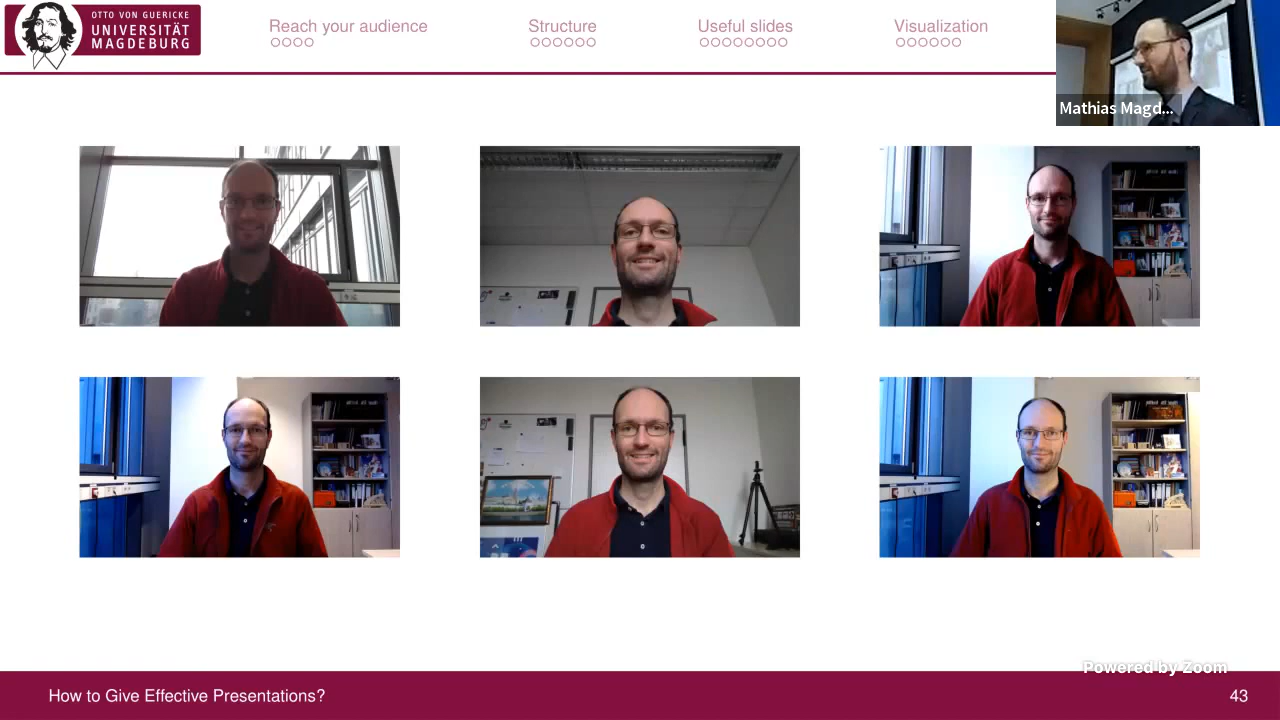 OTTO VON GUERICKE
UNIVERSITÄT
MAGDEBURG
Reach your audience
Structure
Useful slides
Visualization
Mathias Magd...
Powered by Zoom
How to Give Effective Presentations?
43